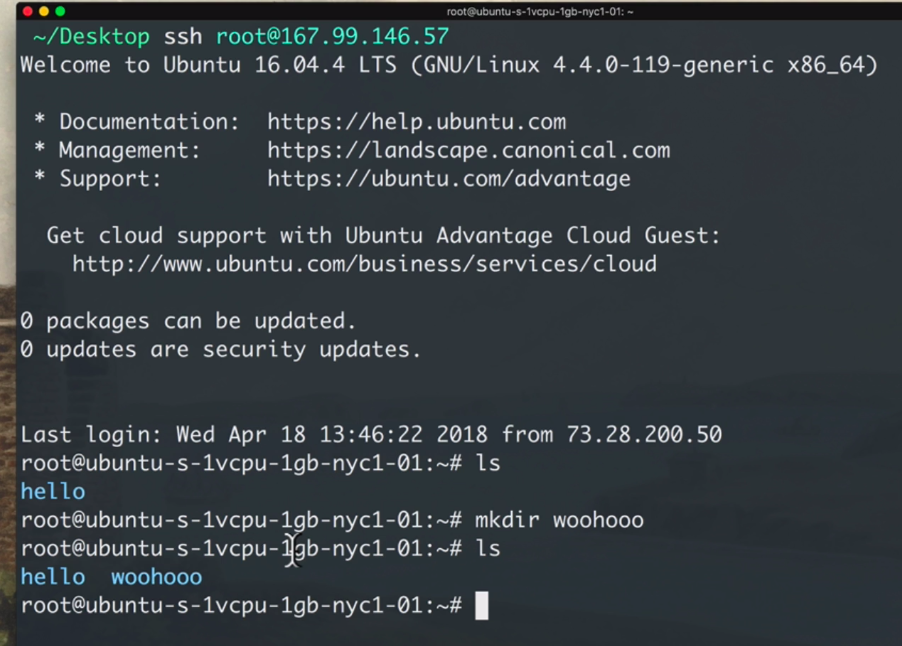 root@ubuntu-s-1vcpu-1gb-nyc1-01: ~
~/Desktop ssh root@167.99.146.57
Welcome to Ubuntu 16.04.4 LTS (GNU/Linux 4.4.0-119-generic x86_64)
* Documentation: https://help.ubuntu.com
* Management: https://landscape.canonical.com
* Support: https://ubuntu.com/advantage
Get cloud support with Ubuntu Advantage Cloud Guest:
http://www.ubuntu.com/business/services/cloud
0 packages can be updated.
0 updates are security updates.
Last login: Wed Apr 18 13:46:22 2018 from 73.28.200.50
root@ubuntu-s-1vcpu-1gb-nyc1-01:~# ls
hello
root@ubuntu-s-1vcpu-1gb-nyc1-01:~# mkdir woohooo
root@ubuntu-s-1vcpu-1gb-nyc1-01:~# ls
hello woohooo
root@ubuntu-s-1vcpu-1gb-nyc1-01:~#